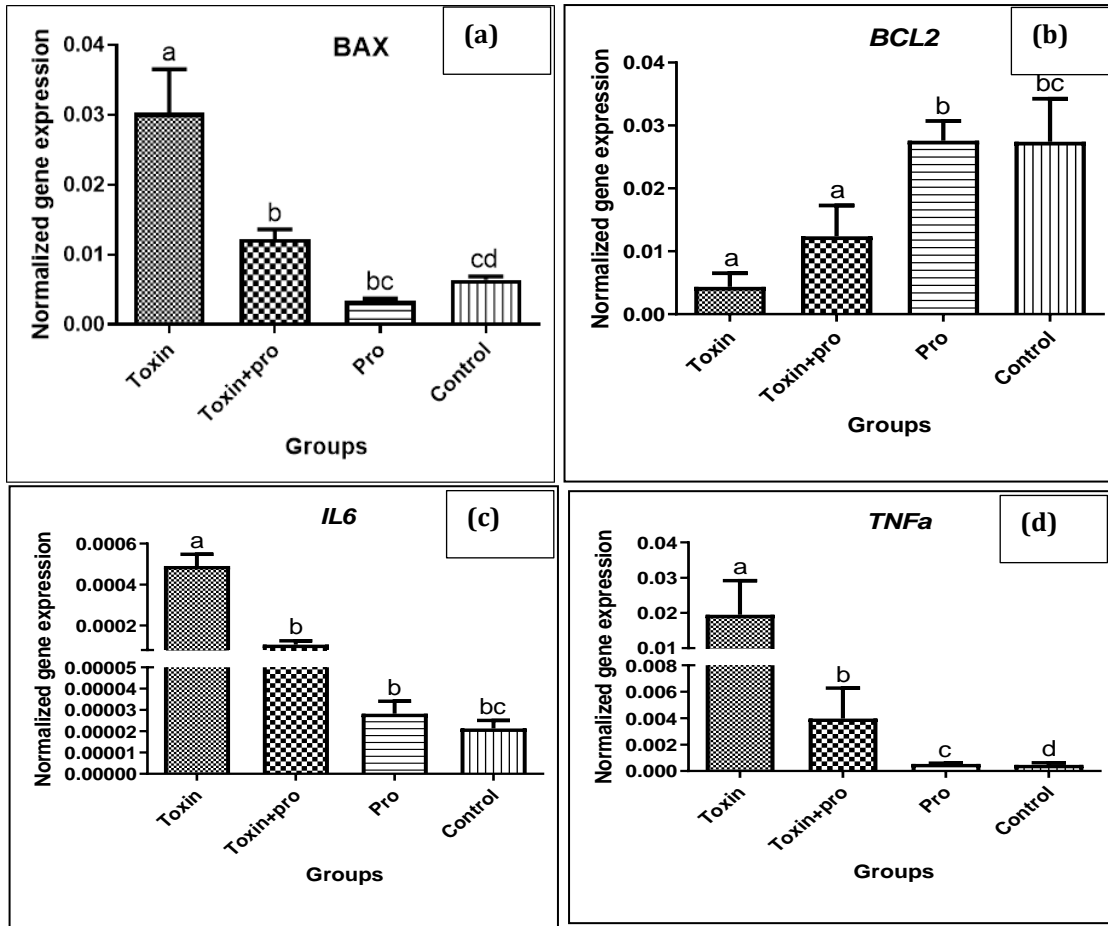 BAX
(a)
Normalized gene expression
0.04
0.03
0.02
0.01
0.00
a
b
bc
cd
Toxin
Toxin+pro
Pro
Control
Groups
BCL2
(b)
Normalized gene expression
0.04
0.03
0.02
0.01
0.00
a
a
b
bc
Toxin
Toxin+pro
Pro
Control
Groups
IL6
(c)
Normalized gene expression
0.0006
0.0004
0.0002
0.00005
0.00004
0.00003
0.00002
0.00001
0.00000
a
b
b
bc
Toxin
Toxin+pro
Pro
Control
Groups
TNFa
(d)
Normalized gene expression
0.04
0.03
0.02
0.01
0.008
0.006
0.004
0.002
0.000
a
b
c
d
Toxin
Toxin+pro
Pro
Control
Groups